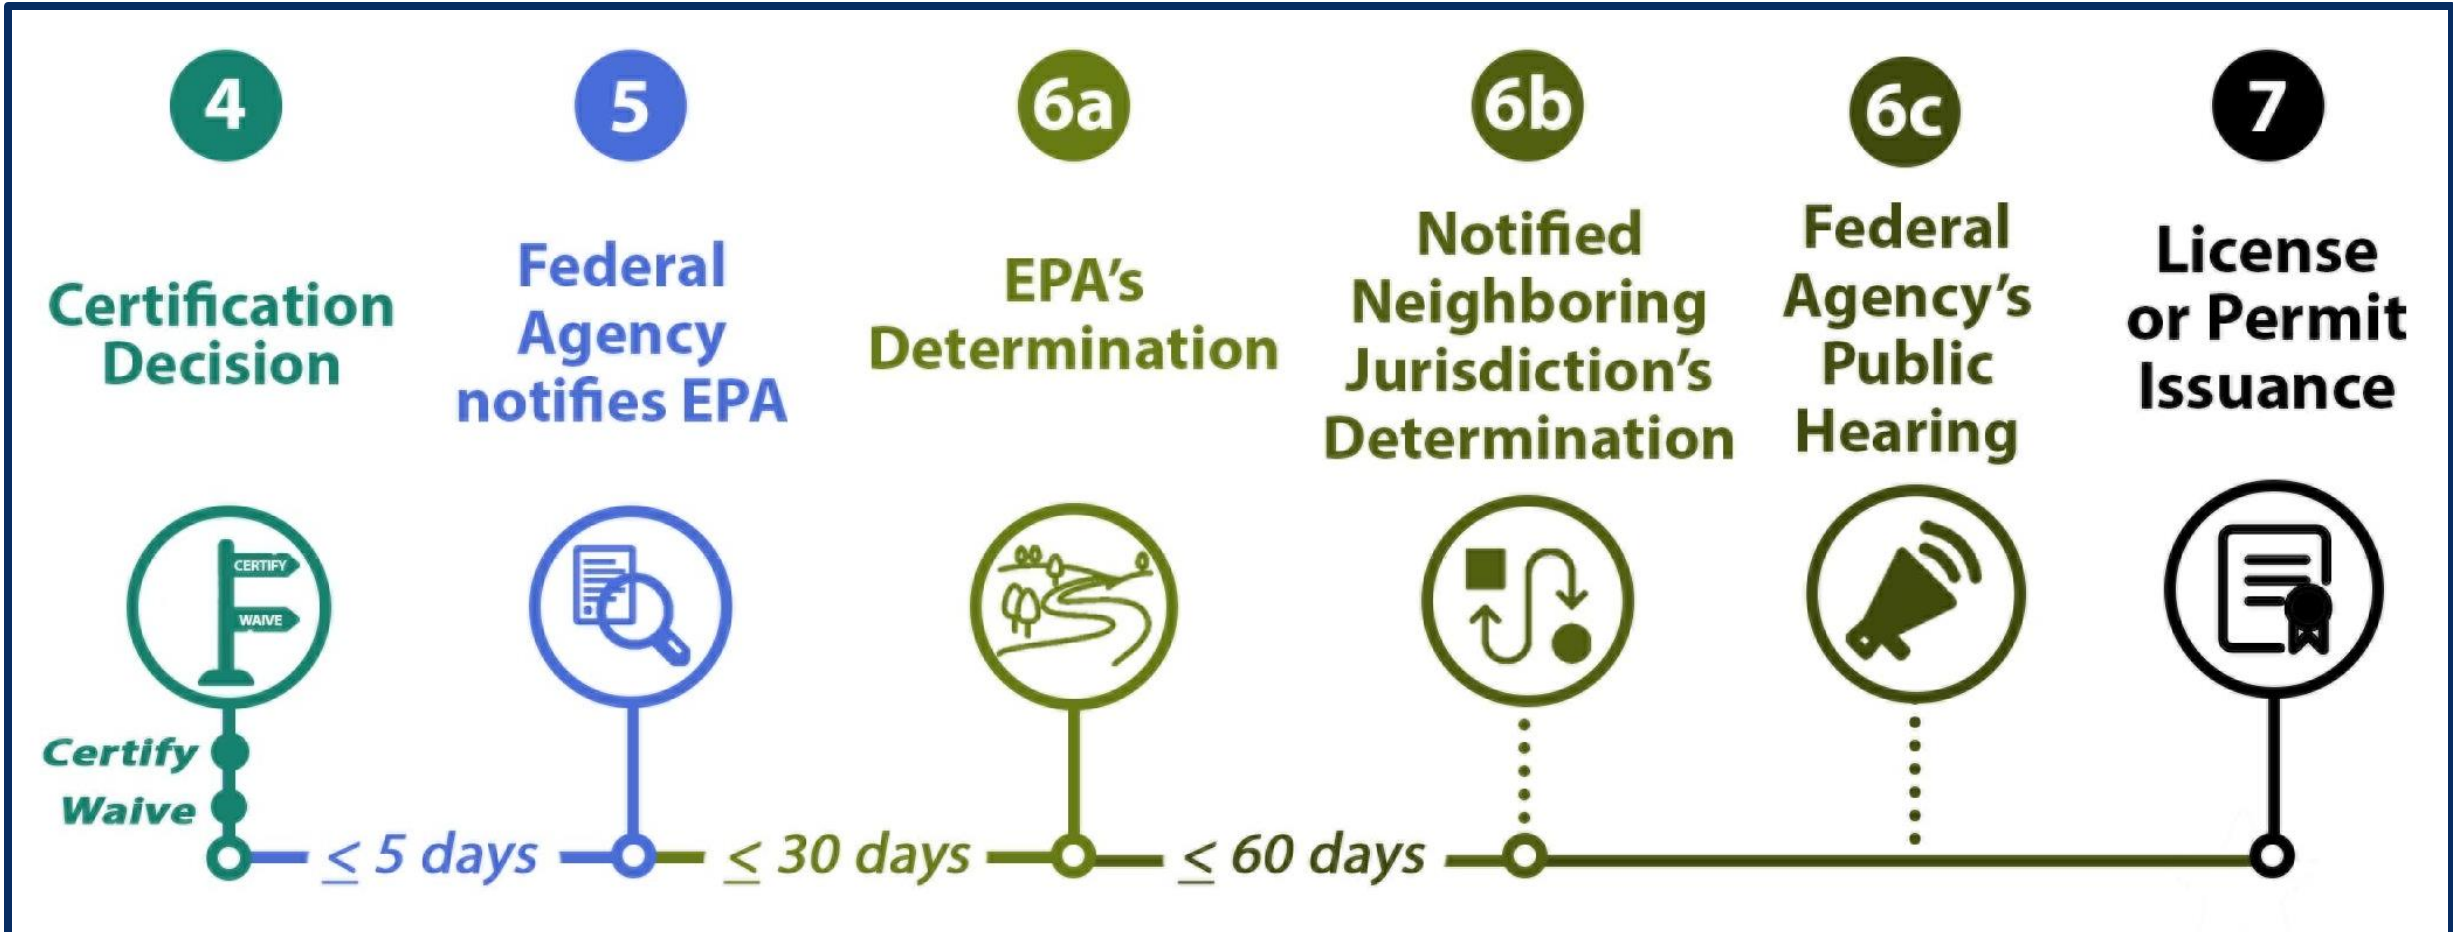 4
5
6a
6b
6c
7
Certification
Decision
Federal
Agency
notifies EPA
EPA’s
Determination
Notified
Neighboring
Jurisdiction’s
Determination
Federal
Agency’s
Public
Hearing
License
or Permit
Issuance
CERTIFY
WAIVE
Certify
Waive
≤ 5 days
≤ 30 days
≤ 60 days